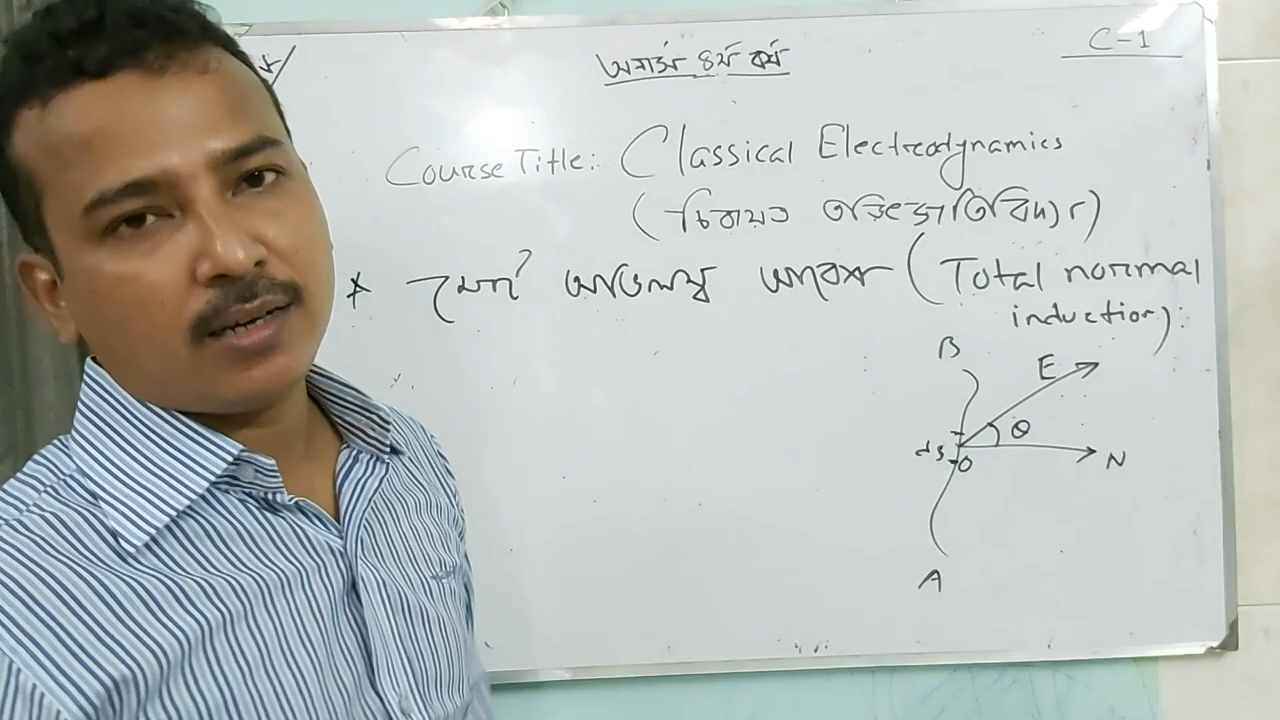 অনার্স ৪র্থ বর্ষ
C-1
Course Title: Classical Electrodynamics
(চিরায়ত তড়িৎগতিবিদ্যা)
* মোট অভিলম্ব আবেশ (Total normal
induction):
B
E
θ
ds
O
N
A